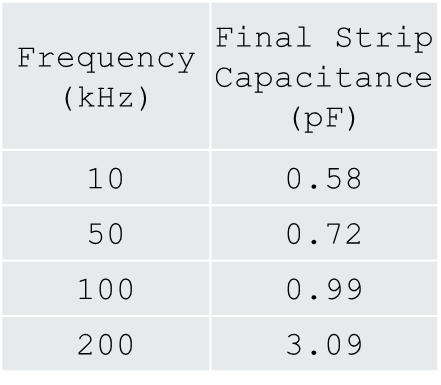 Frequency
(kHz)
Final Strip
Capacitance
(pF)
10 0.58
50 0.72
100 0.99
200 3.09